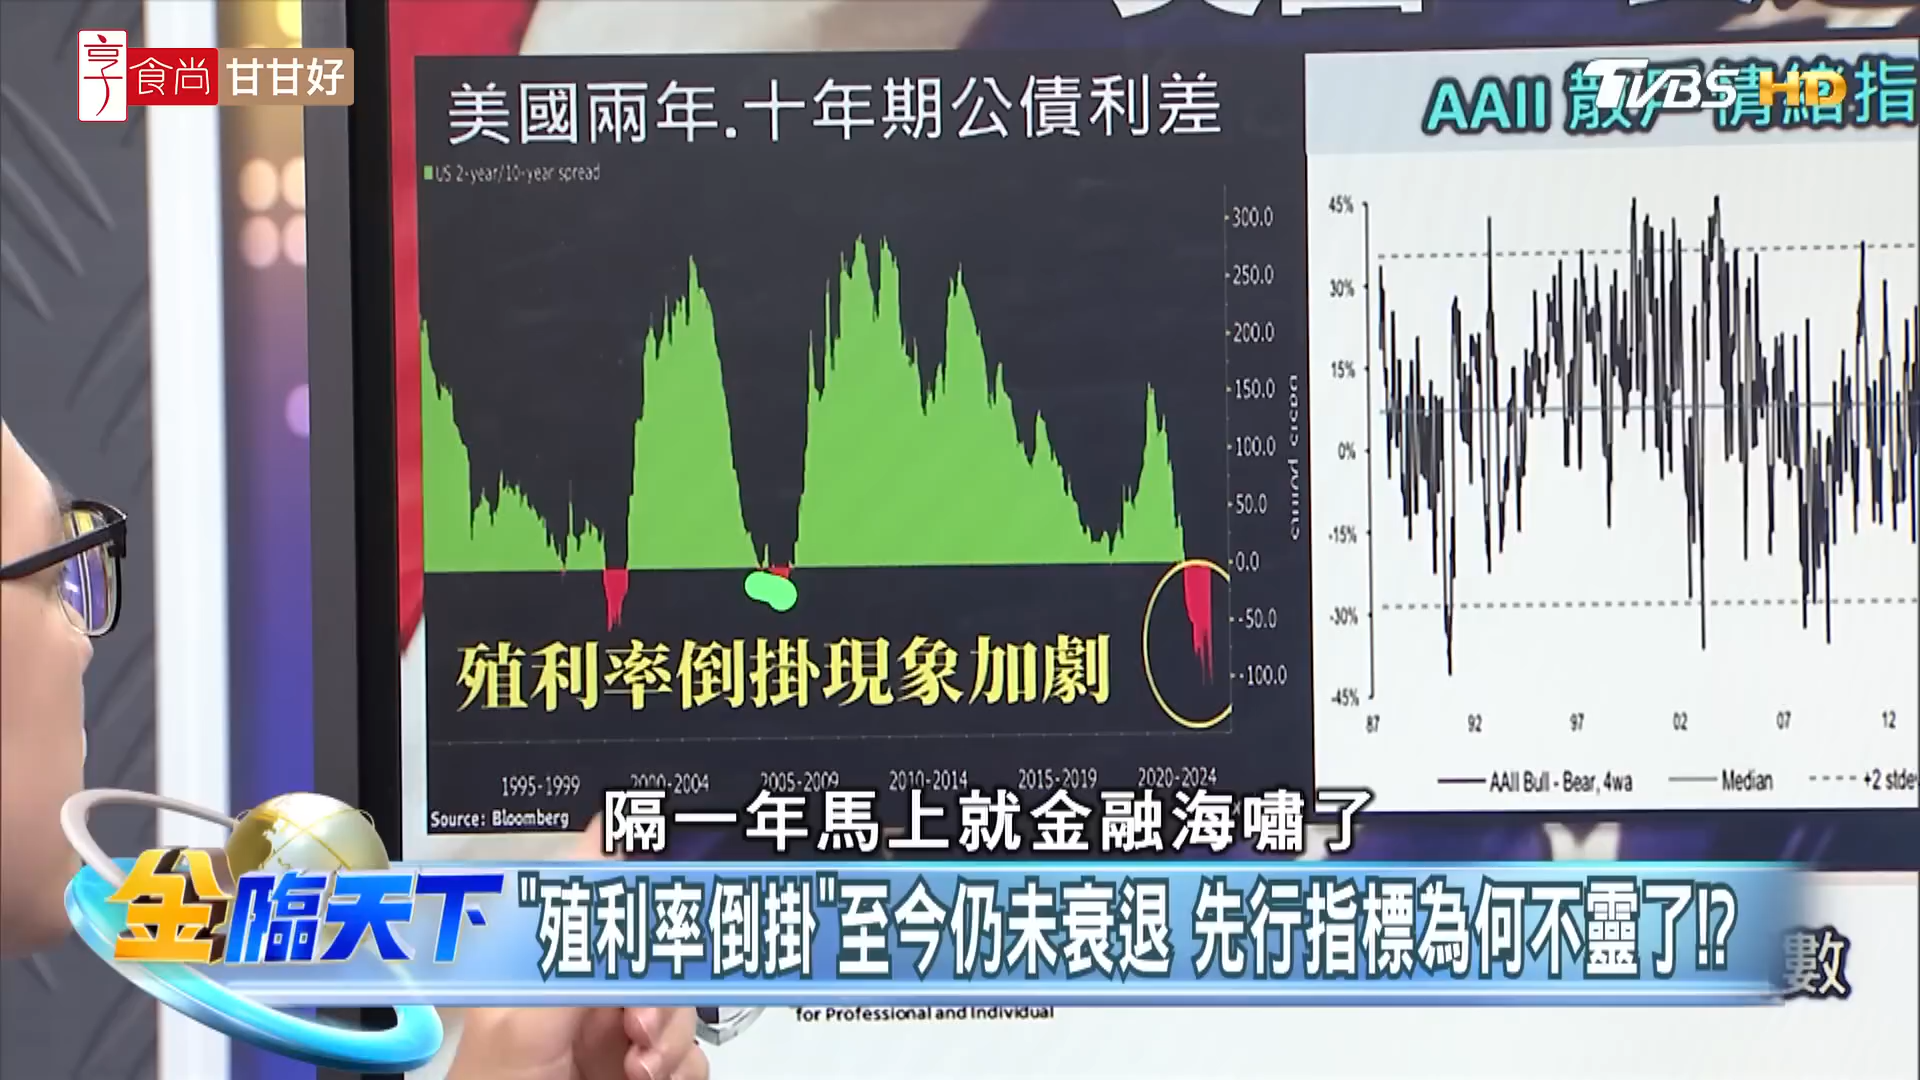 享
食尚 甘甘好
TVBS HD
美國兩年.十年期公債利差
US 2-year/10-year spread
300.0
250.0
200.0
150.0
100.0
50.0
0.0
-50.0
-100.0
殖利率倒掛現象加劇
1995-1999 2000-2004 2005-2009 2010-2014 2015-2019 2020-2024
Source: Bloomberg
AAII 散戶情緒指
45%
30%
15%
0%
-15%
-30%
-45%
87 92 97 02 07 12
AAII Bull - Bear, 4wa Median +2 stde
隔一年馬上就金融海嘯了
金臨天下
"殖利率倒掛"至今仍未衰退 先行指標為何不靈了!?
數
for Professional and Individual